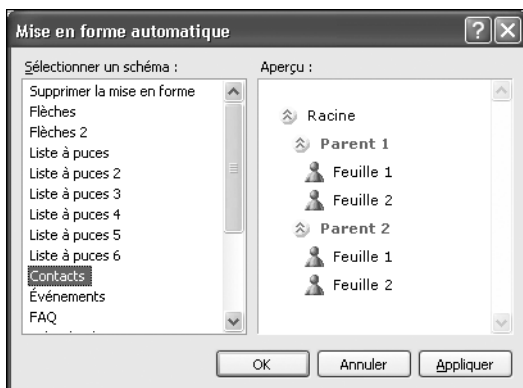 Mise en forme automatique
Sélectionner un schéma :
Supprimer la mise en forme
Flèches
Flèches 2
Liste à puces
Liste à puces 2
Liste à puces 3
Liste à puces 4
Liste à puces 5
Liste à puces 6
Contacts
Événements
FAQ
Aperçu :
Racine
Parent 1
Feuille 1
Feuille 2
Parent 2
Feuille 1
Feuille 2
OK
Annuler
Appliquer